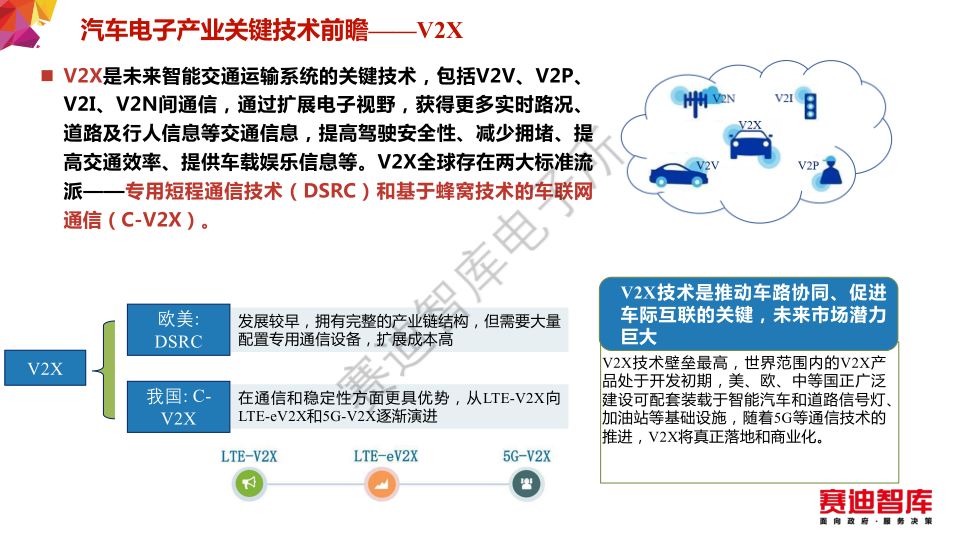 汽车电子产业关键技术前瞻——V2X
V2X是未来智能交通运输系统的关键技术，包括V2V、V2P、
V2I、V2N间通信，通过扩展电子视野，获得更多实时路况、
道路及行人信息等交通信息，提高驾驶安全性、减少拥堵、提
高交通效率、提供车载娱乐信息等。V2X全球存在两大标准流
派——专用短程通信技术（DSRC）和基于蜂窝技术的车联网
通信（C-V2X）。
V2N
V2I
V2X
V2V
V2P
V2X
欧美:
DSRC
发展较早，拥有完整的产业链结构，但需要大量
配置专用通信设备，扩展成本高
我国: C-
V2X
在通信和稳定性方面更具优势，从LTE-V2X向
LTE-eV2X和5G-V2X逐渐演进
LTE-V2X
LTE-eV2X
5G-V2X
V2X技术是推动车路协同、促进
车际互联的关键，未来市场潜力
巨大
V2X技术壁垒最高，世界范围内的V2X产
品处于开发初期，美、欧、中等国正广泛
建设可配套装载于智能汽车和道路信号灯、
加油站等基础设施，随着5G等通信技术的
推进，V2X将真正落地和商业化。
赛迪智库电子所
赛迪智库
面向政府·服务决策